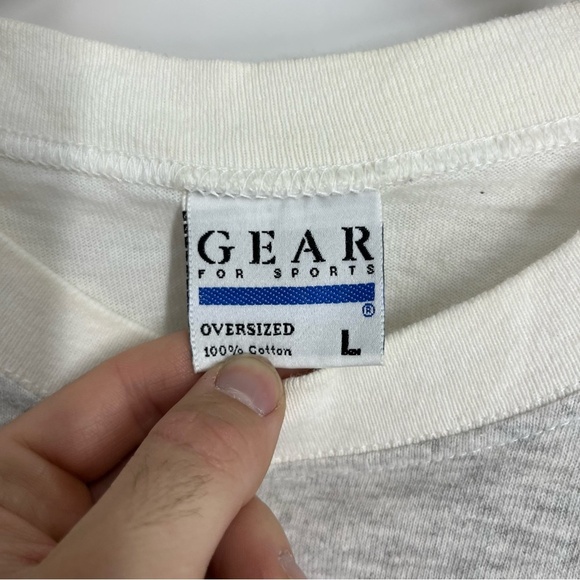 GEAR
FOR SPORTS
®
OVERSIZED
100% Cotton
L